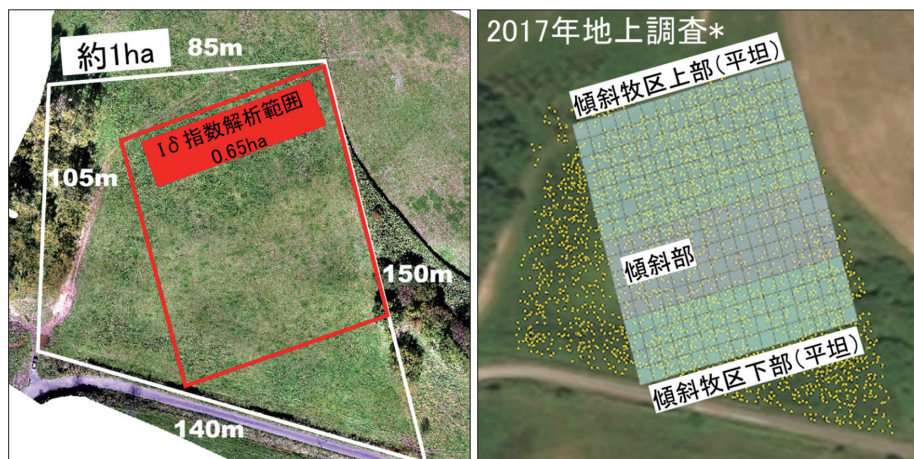 約1ha
85m
Iδ指数解析範囲
0.65ha
105m
150m
140m
2017年地上調査*
傾斜牧区上部(平坦)
傾斜部
傾斜牧区下部(平坦)